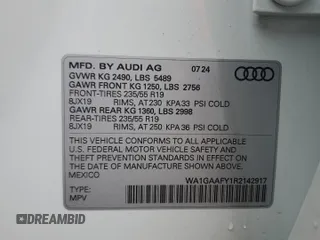 MFD. BY AUDI AG 07 24
GVWR KG 2490, LBS 5489
GAWR FRONT KG 1250, LBS 2756
FRONT-TIRES 235/55 R19
8JX19 RIMS, AT 230 KPA 33 PSI COLD
GAWR REAR KG 1360, LBS 2998
REAR-TIRES 235/55 R19
8JX19 RIMS, AT 250 KPA 36 PSI COLD
THIS VEHICLE CONFORMS TO ALL APPLICABLE
FEDERAL MOTOR VEHICLE SAFETY
THEFT PREVENTION STANDARDS IN EFFECT ON THE
DATE OF MANUFACTURE SHOWN ABOVE. MADE IN
MEXICO
TYPE: WA1GAAFY1R2142917
MPV
DREAMBID
DREAMBID.COM